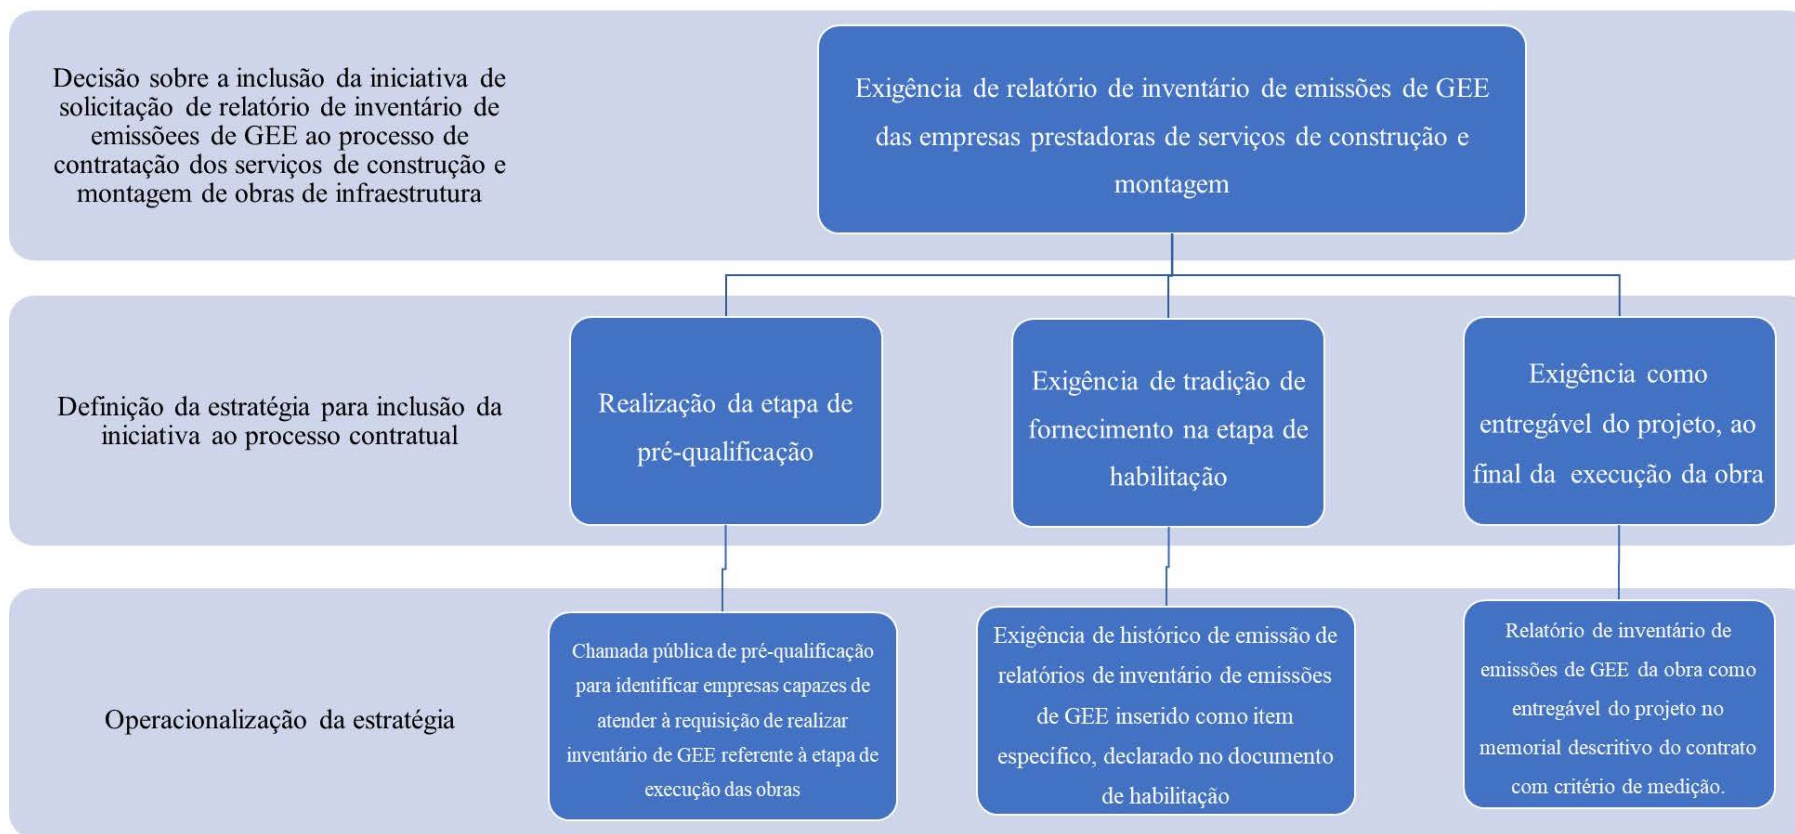 Decisão sobre a inclusão da iniciativa de
solicitação de relatório de inventário de
emissõees de GEE ao processo de
contratação dos serviços de construção e
montagem de obras de infraestrutura
Exigência de relatório de inventário de emissões de GEE
das empresas prestadoras de serviços de construção e
montagem
Definição da estratégia para inclusão da
iniciativa ao processo contratual
Realização da etapa de
pré-qualificação
Exigência de tradição de
fornecimento na etapa de
habilitação
Exigência como
entregável do projeto, ao
final da execução da obra
Operacionalização da estratégia
Chamada pública de pré-qualificação
para identificar empresas capazes de
atender à requisição de realizar
inventário de GEE referente à etapa de
execução das obras
Exigência de histórico de emissão de
relatórios de inventário de emissões
de GEE inserido como item
específico, declarado no documento
de habilitação
Relatório de inventário de
emissões de GEE da obra como
entregável do projeto no
memorial descritivo do contrato
com critério de medição.